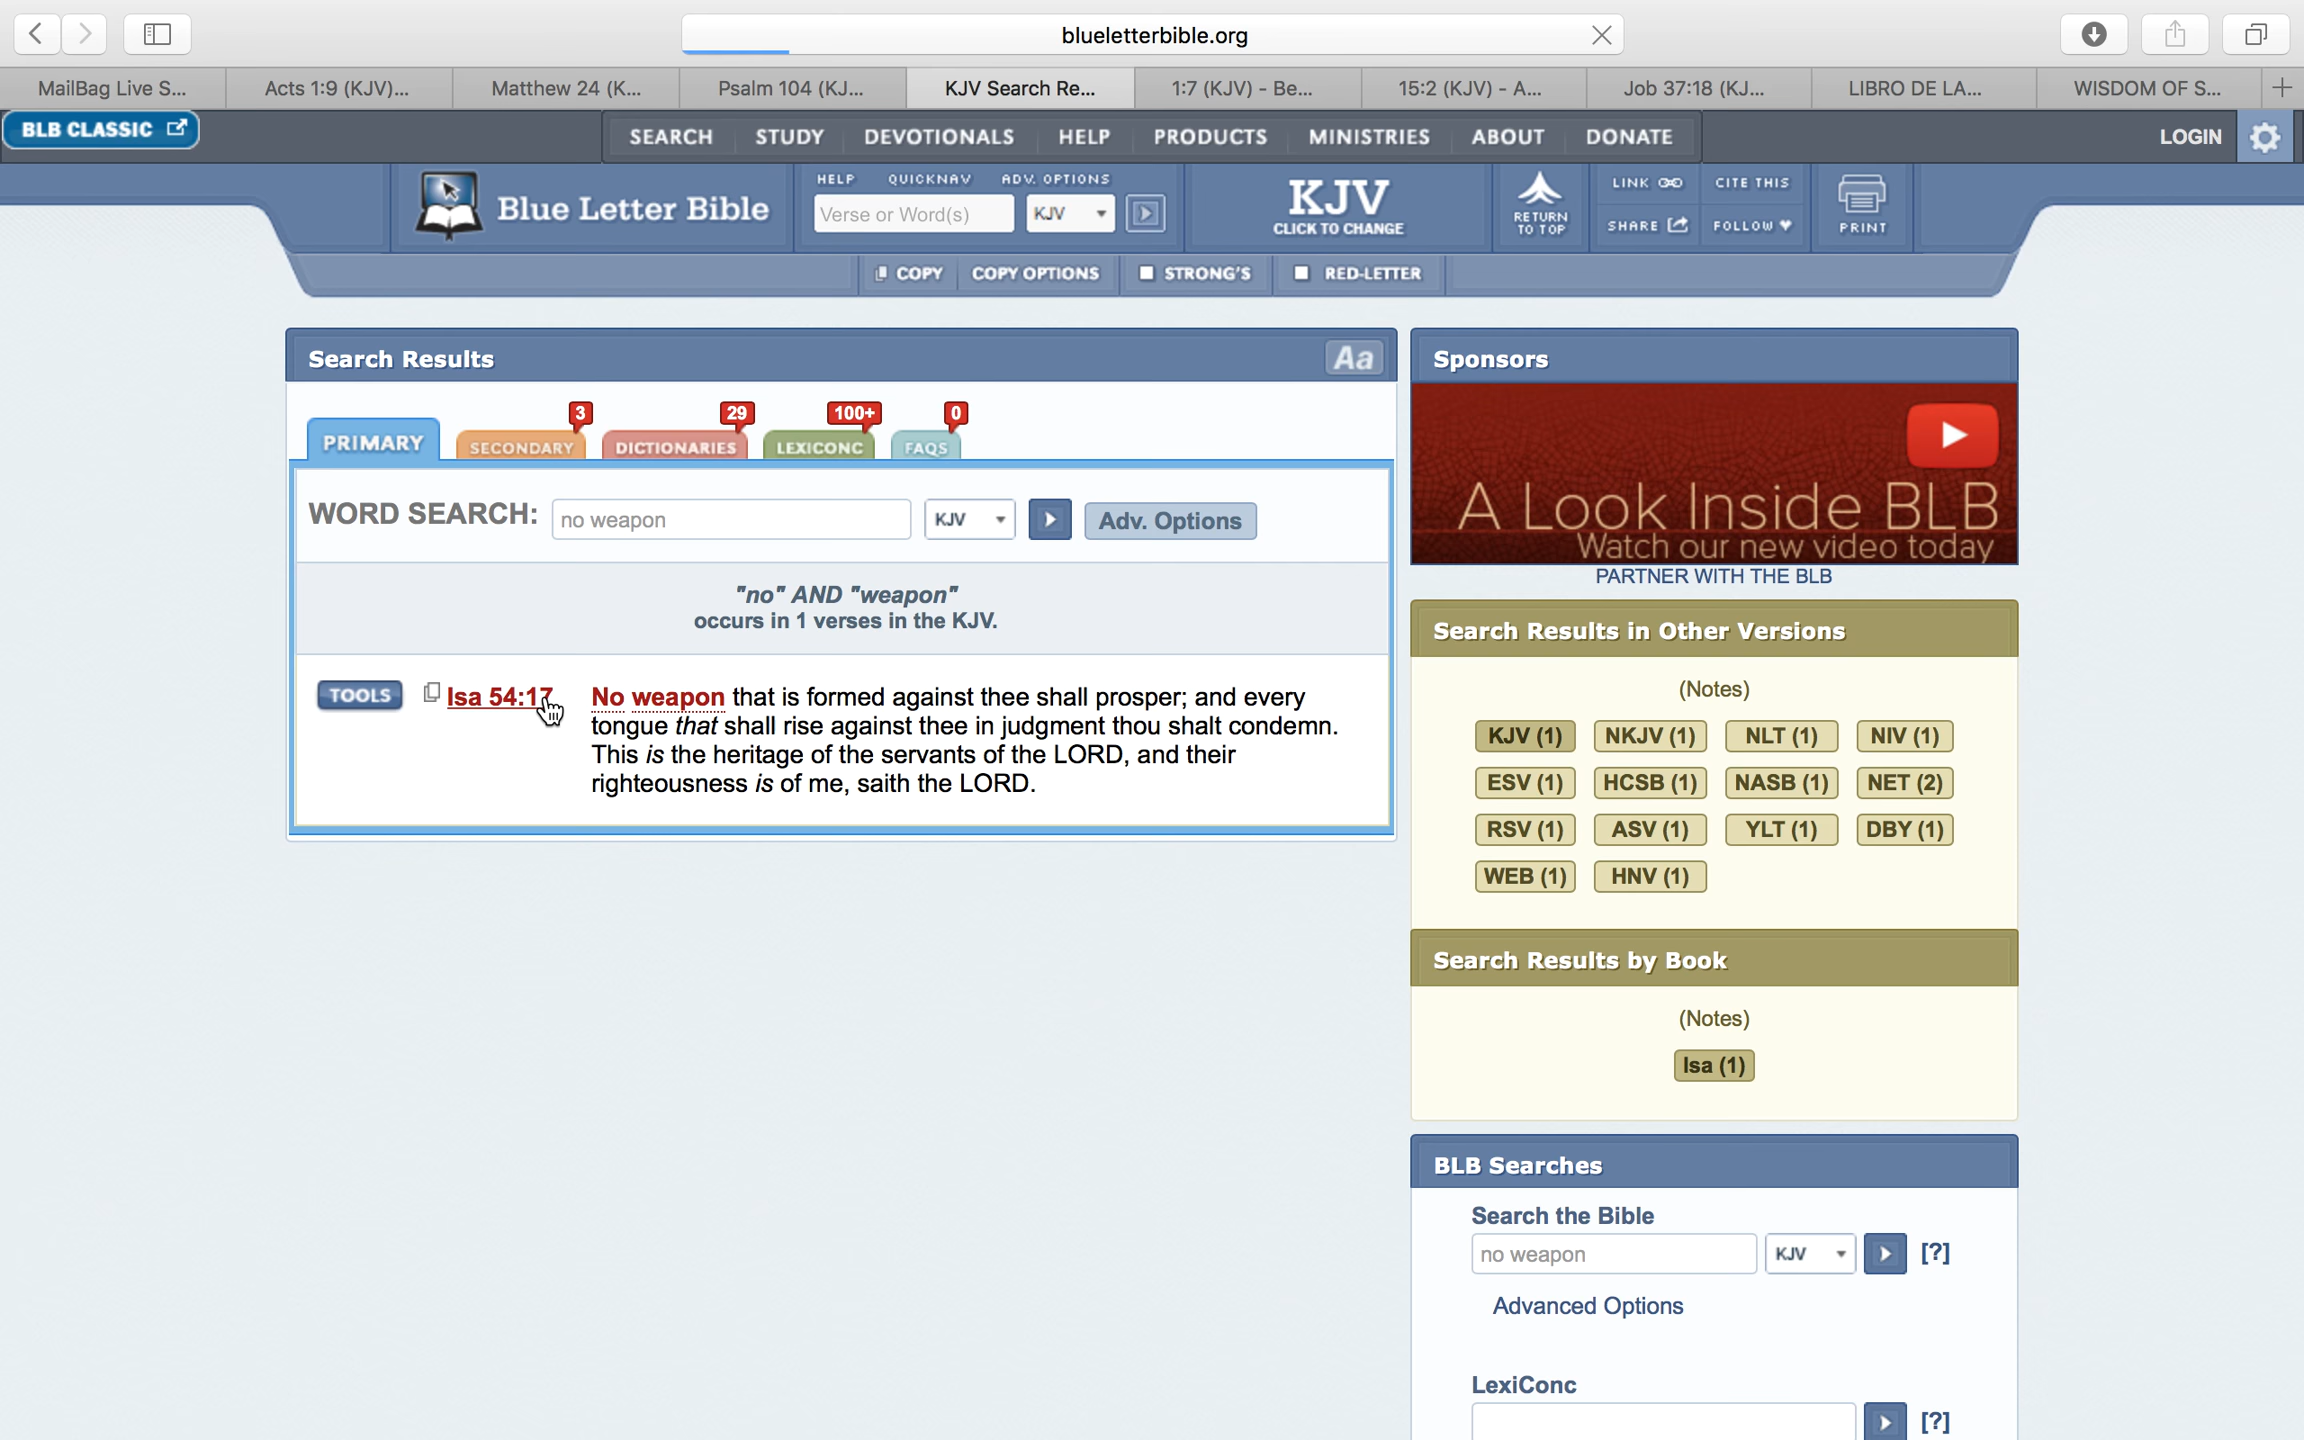 blueletterbible.org
MailBag Live S...
Acts 1:9 (KJV)...
Matthew 24 (K...
Psalm 104 (KJ...
KJV Search Re...
1:7 (KJV) - Be...
15:2 (KJV) - A...
Job 37:18 (KJ...
LIBRO DE LA...
WISDOM OF S...
BLB CLASSIC
SEARCH
STUDY
DEVOTIONALS
HELP
PRODUCTS
MINISTRIES
ABOUT
DONATE
LOGIN
Blue Letter Bible
HELP
QUICKNAV
ADV. OPTIONS
Verse or Word(s)
KJV
KJV
CLICK TO CHANGE
RETURN
TO TOP
LINK
CITE THIS
SHARE
FOLLOW
PRINT
COPY
COPY OPTIONS
STRONG'S
RED-LETTER
Search Results
Aa
PRIMARY
SECONDARY
3
DICTIONARIES
29
LEXICONC
100+
FAQS
0
WORD SEARCH:
no weapon
KJV
Adv. Options
"no" AND "weapon"
occurs in 1 verses in the KJV.
TOOLS
Isa 54:17
No weapon that is formed against thee shall prosper; and every
tongue that shall rise against thee in judgment thou shalt condemn.
This is the heritage of the servants of the LORD, and their
righteousness is of me, saith the LORD.
Sponsors
A Look Inside BLB
Watch our new video today
PARTNER WITH THE BLB
Search Results in Other Versions
(Notes)
KJV (1)
NKJV (1)
NLT (1)
NIV (1)
ESV (1)
HCSB (1)
NASB (1)
NET (2)
RSV (1)
ASV (1)
YLT (1)
DBY (1)
WEB (1)
HNV (1)
Search Results by Book
(Notes)
Isa (1)
BLB Searches
Search the Bible
no weapon
KJV
[?]
Advanced Options
LexiConc
[?]